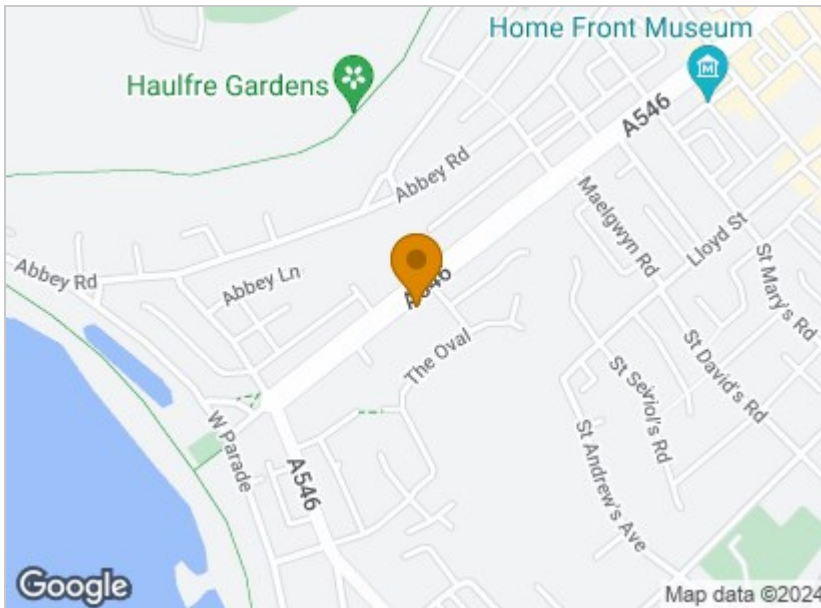 Home Front Museum
Haulfre Gardens
A546
Abbey Rd
Maelgwyn Rd
Lloyd St
St Mary's Rd
Abbey Rd
Abbey Ln
A546
The Oval
St David's Rd
St Seiriol's Rd
W Parade
A546
St Andrew's Ave
Google
Map data ©2024